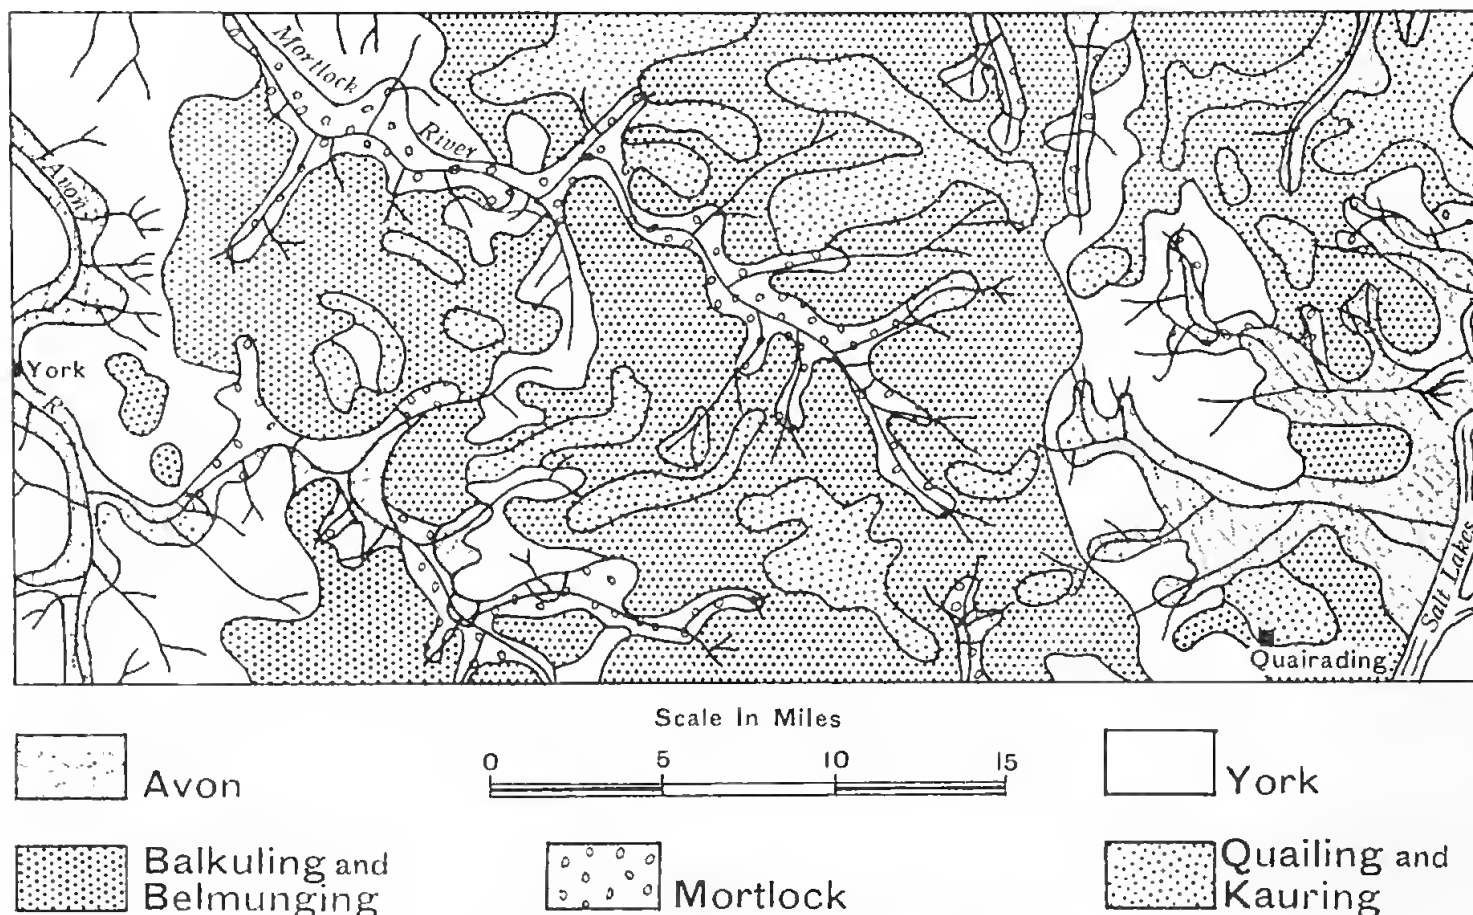 Mortlock
River
Avon
York
R.
Salt Lakes
Quairading
Scale In Miles
0 5 10 15
Avon
York
Balkuling and
Belmunging
Mortlock
Quailing and
Kauring